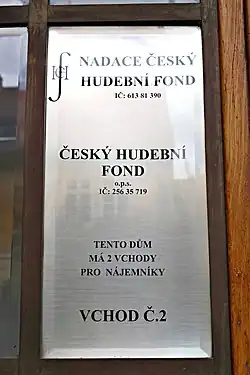 NADACE ČESKÝ
HUDEBNÍ FOND
IČ: 613 81 390
ČESKÝ HUDEBNÍ
FOND
o.p.s.
IČ: 256 35 719
TENTO DŮM
MÁ 2 VCHODY
PRO NÁJEMNÍKY
VCHOD Č.2